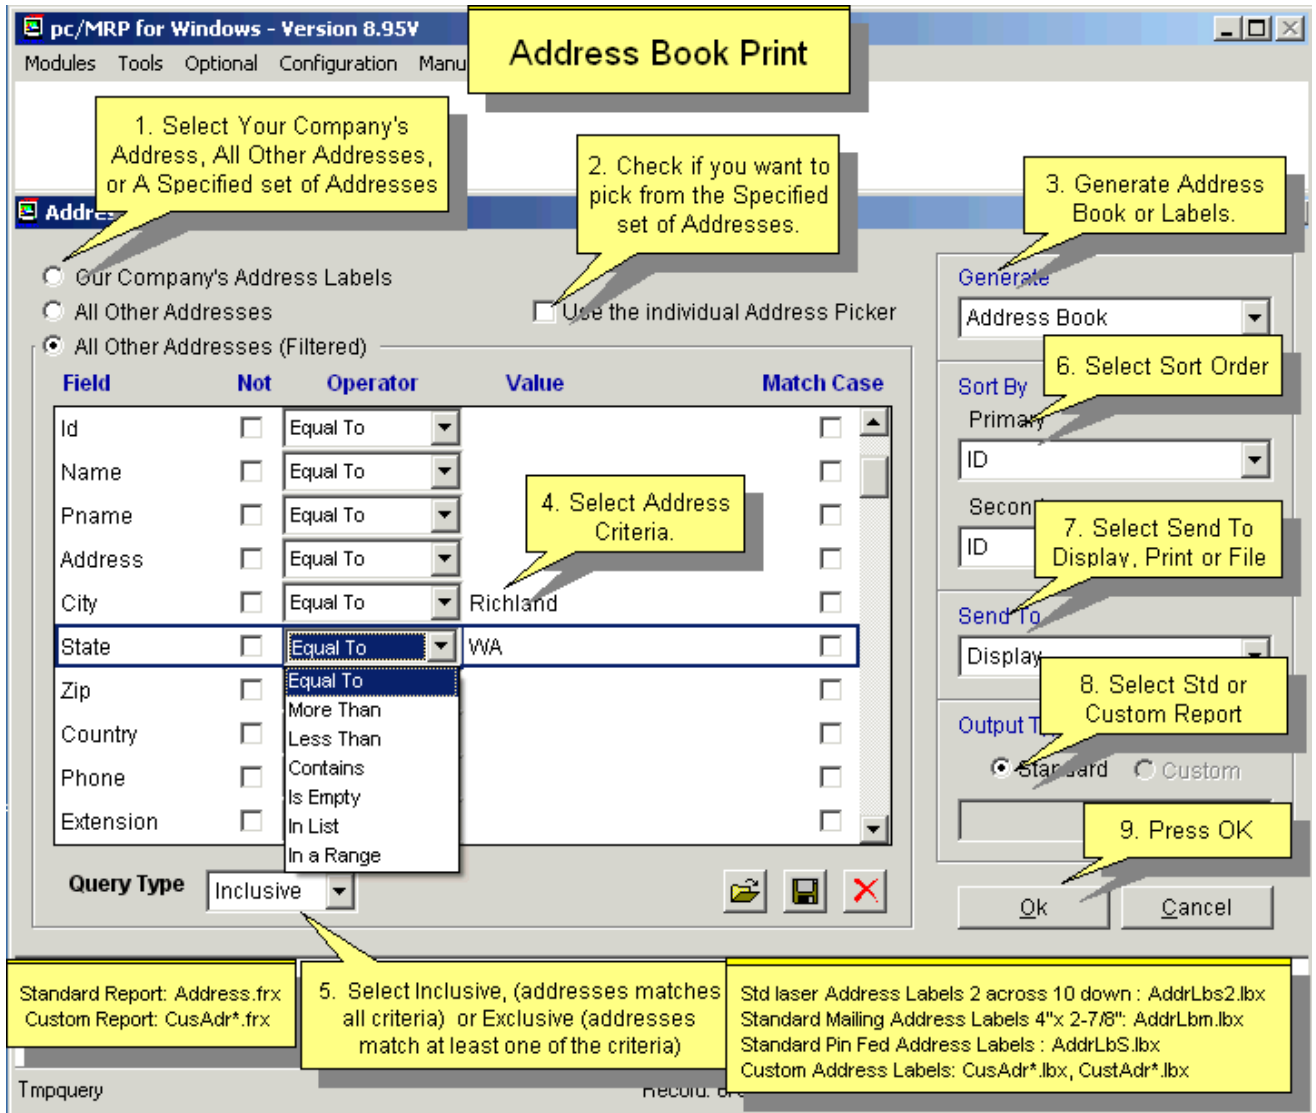 pc/MRP for Windows - Version 8.95V
Address Book Print
Modules Tools Optional Configuration
1. Select Your Company's
Address, All Other Addresses,
or A Specified set of Addresses
2. Check if you want to
pick from the Specified
set of Addresses.
3. Generate Address
Book or Labels.
Our Company's Address Labels
All Other Addresses
Use the individual Address Picker
All Other Addresses (Filtered)
Generate
Address Book
Field Not Operator Value Match Case
Id Equal To
Name Equal To
Pname Equal To
Address Equal To
City Equal To Richland
State Equal To WA
Zip
Country
Phone
Extension
Equal To
More Than
Less Than
Contains
Is Empty
In List
In a Range
4. Select Address
Criteria.
6. Select Sort Order
Sort By
Primary
ID
ID
7. Select Send To
Display, Print or File
Send To
Display
8. Select Std or
Custom Report
Output
Standard Custom
9. Press OK
Query Type Inclusive
Ok Cancel
Standard Report: Address.frx
Custom Report: CusAdr*.frx
5. Select Inclusive, (addresses matches
all criteria) or Exclusive (addresses
match at least one of the criteria)
Std laser Address Labels 2 across 10 down : AddrLbs2.lbx
Standard Mailing Address Labels 4"x 2-7/8": AddrLbm.lbx
Standard Pin Fed Address Labels : AddrLbS.lbx
Custom Address Labels: CusAdr*.lbx, CustAdr*.lbx
Tmpquery